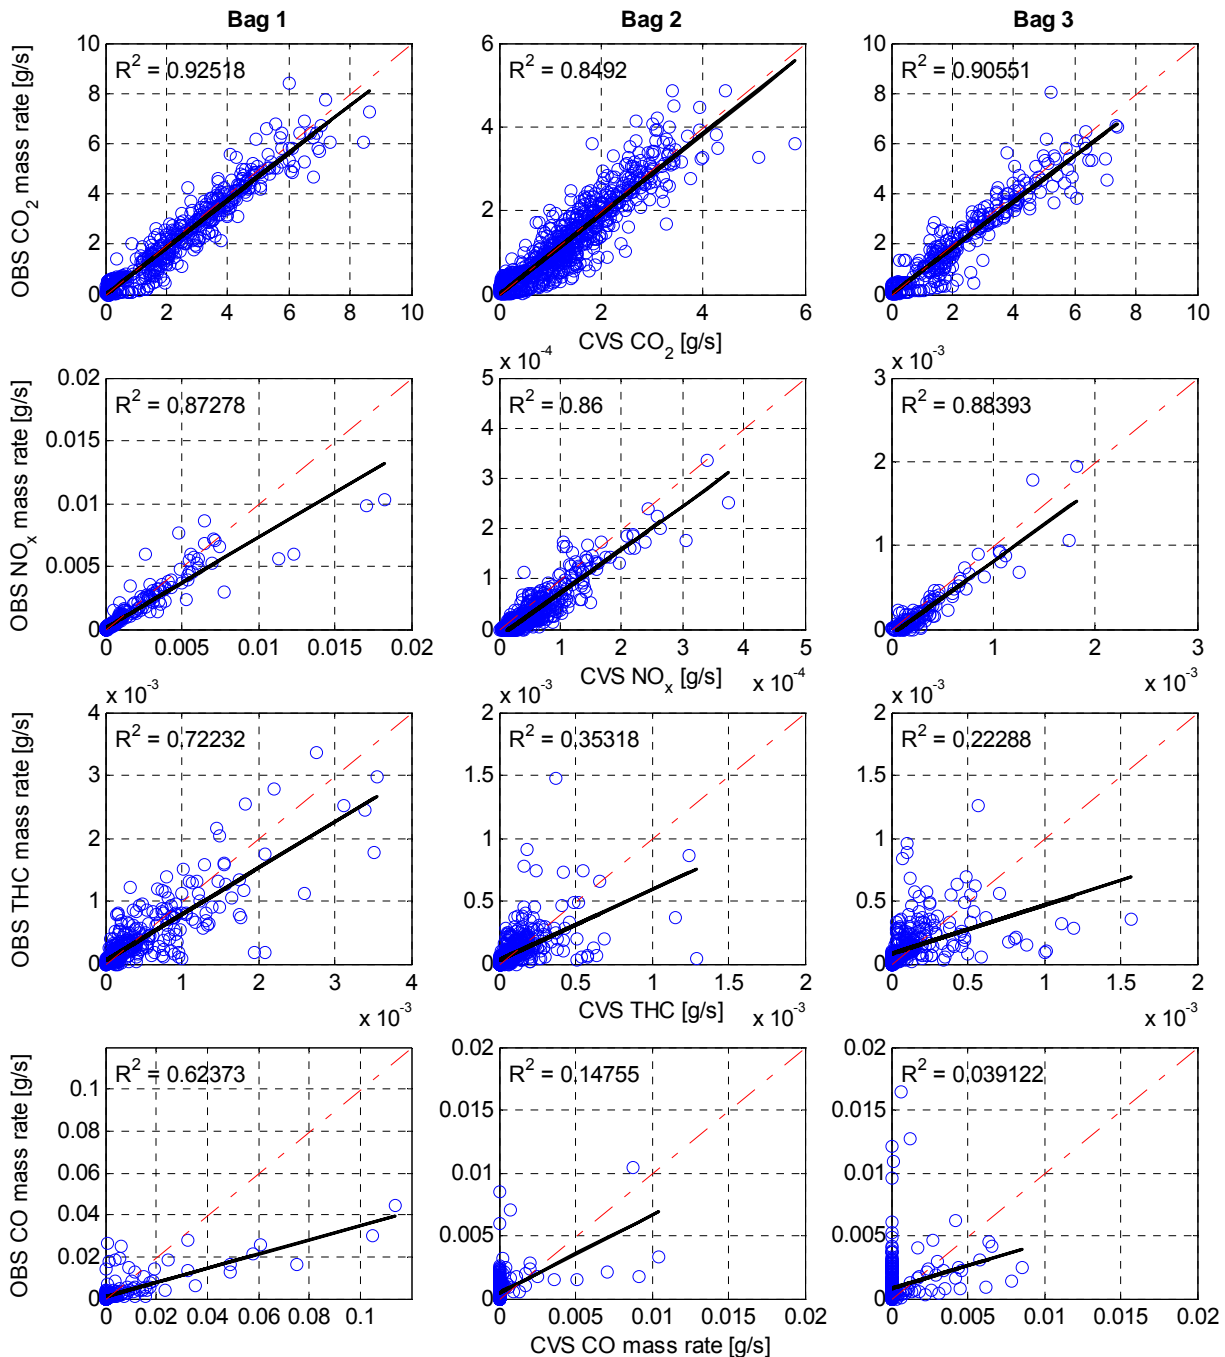 Bag 1
Bag 2
Bag 3
OBS CO2 mass rate [g/s]
10
8
6
4
2
0
R2 = 0.92518
0 2 4 6 8 10
6
4
2
0
R2 = 0.8492
0 2 4 6
10
8
6
4
2
0
R2 = 0.90551
0 2 4 6 8 10
CVS CO2 [g/s]
OBS NOx mass rate [g/s
0.02
0.015
0.01
0.005
0
R2 = 0.87278
0 0.005 0.01 0.015 0.02
x 10-4
5
4
3
2
1
0
R2 = 0.86
0 1 2 3 4 5
x 10-4
x 10-3
3
2
1
0
R2 = 0.88393
0 1 2 3
x 10-3
CVS NOx [g/s]
OBS THC mass rate [g/s]
x 10-3
4
3
2
1
0
R2 = 0.72232
0 1 2 3 4
x 10-3
x 10-3
2
1.5
1
0.5
0
R2 = 0.35318
0 0.5 1 1.5 2
x 10-3
x 10-3
2
1.5
1
0.5
0
R2 = 0.22288
0 0.5 1 1.5 2
x 10-3
CVS THC [g/s]
OBS CO mass rate [g/s]
0.1
0.08
0.06
0.04
0.02
0
R2 = 0.62373
0 0.02 0.04 0.06 0.08 0.1
0.02
0.015
0.01
0.005
0
R2 = 0.14755
0 0.005 0.01 0.015 0.02
0.02
0.015
0.01
0.005
0
R2 = 0.039122
0 0.005 0.01 0.015 0.02
CVS CO mass rate [g/s]